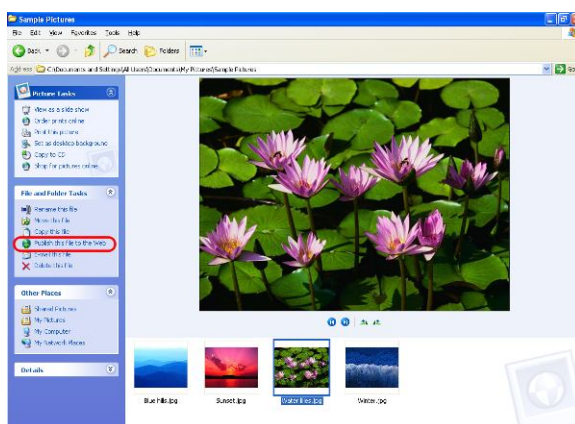 Sample Pictures
File Edit View Favorites Tools Help
Back Search Folders
Address C:\Documents and Settings\All Users\Documents\My Pictures\Sample Pictures Go
Picture Tasks
View as a slide show
Order prints online
Print this picture
Set as desktop background
Copy to CD
Shop for pictures online
File and Folder Tasks
Rename this file
Move this file
Copy this file
Publish this file to the Web
E-mail this file
Delete this file
Other Places
Shared Pictures
My Pictures
My Computer
My Network Places
Details
Blue hills.jpg Sunset.jpg Water lilies.jpg Winter.jpg